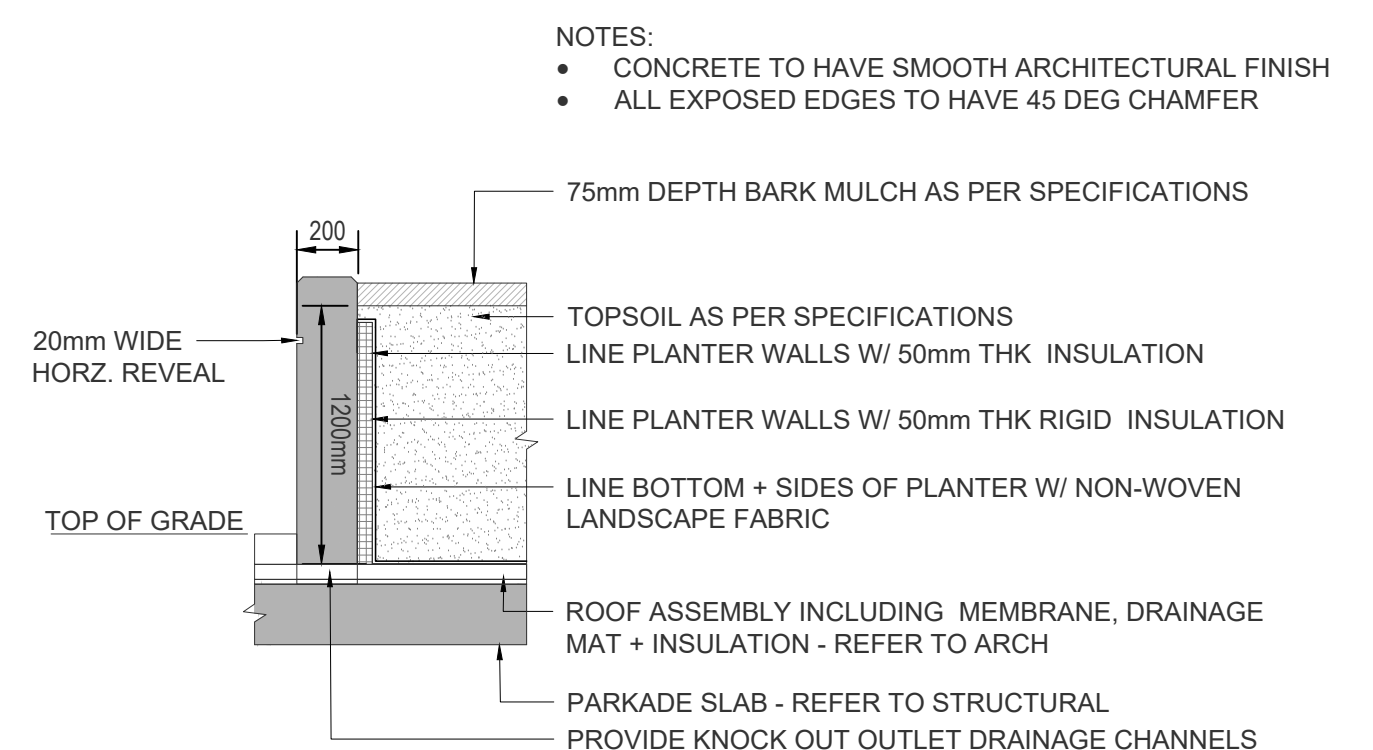 NOTES:
• CONCRETE TO HAVE SMOOTH ARCHITECTURAL FINISH
• ALL EXPOSED EDGES TO HAVE 45 DEG CHAMFER
75mm DEPTH BARK MULCH AS PER SPECIFICATIONS
200
TOPSOIL AS PER SPECIFICATIONS
20mm WIDE
HORZ. REVEAL
LINE PLANTER WALLS W/ 50mm THK INSULATION
1200mm
LINE PLANTER WALLS W/ 50mm THK RIGID INSULATION
LINE BOTTOM + SIDES OF PLANTER W/ NON-WOVEN
LANDSCAPE FABRIC
TOP OF GRADE
ROOF ASSEMBLY INCLUDING MEMBRANE, DRAINAGE
MAT + INSULATION - REFER TO ARCH
PARKADE SLAB - REFER TO STRUCTURAL
PROVIDE KNOCK OUT OUTLET DRAINAGE CHANNELS